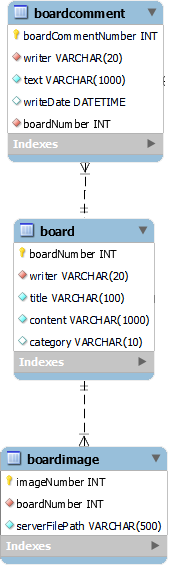 boardcomment
boardCommentNumber INT
writer VARCHAR(20)
text VARCHAR(1000)
writeDate DATETIME
boardNumber INT
Indexes
board
boardNumber INT
writer VARCHAR(20)
title VARCHAR(100)
content VARCHAR(1000)
category VARCHAR(10)
Indexes
boardimage
imageNumber INT
boardNumber INT
serverFilePath VARCHAR(500)
Indexes